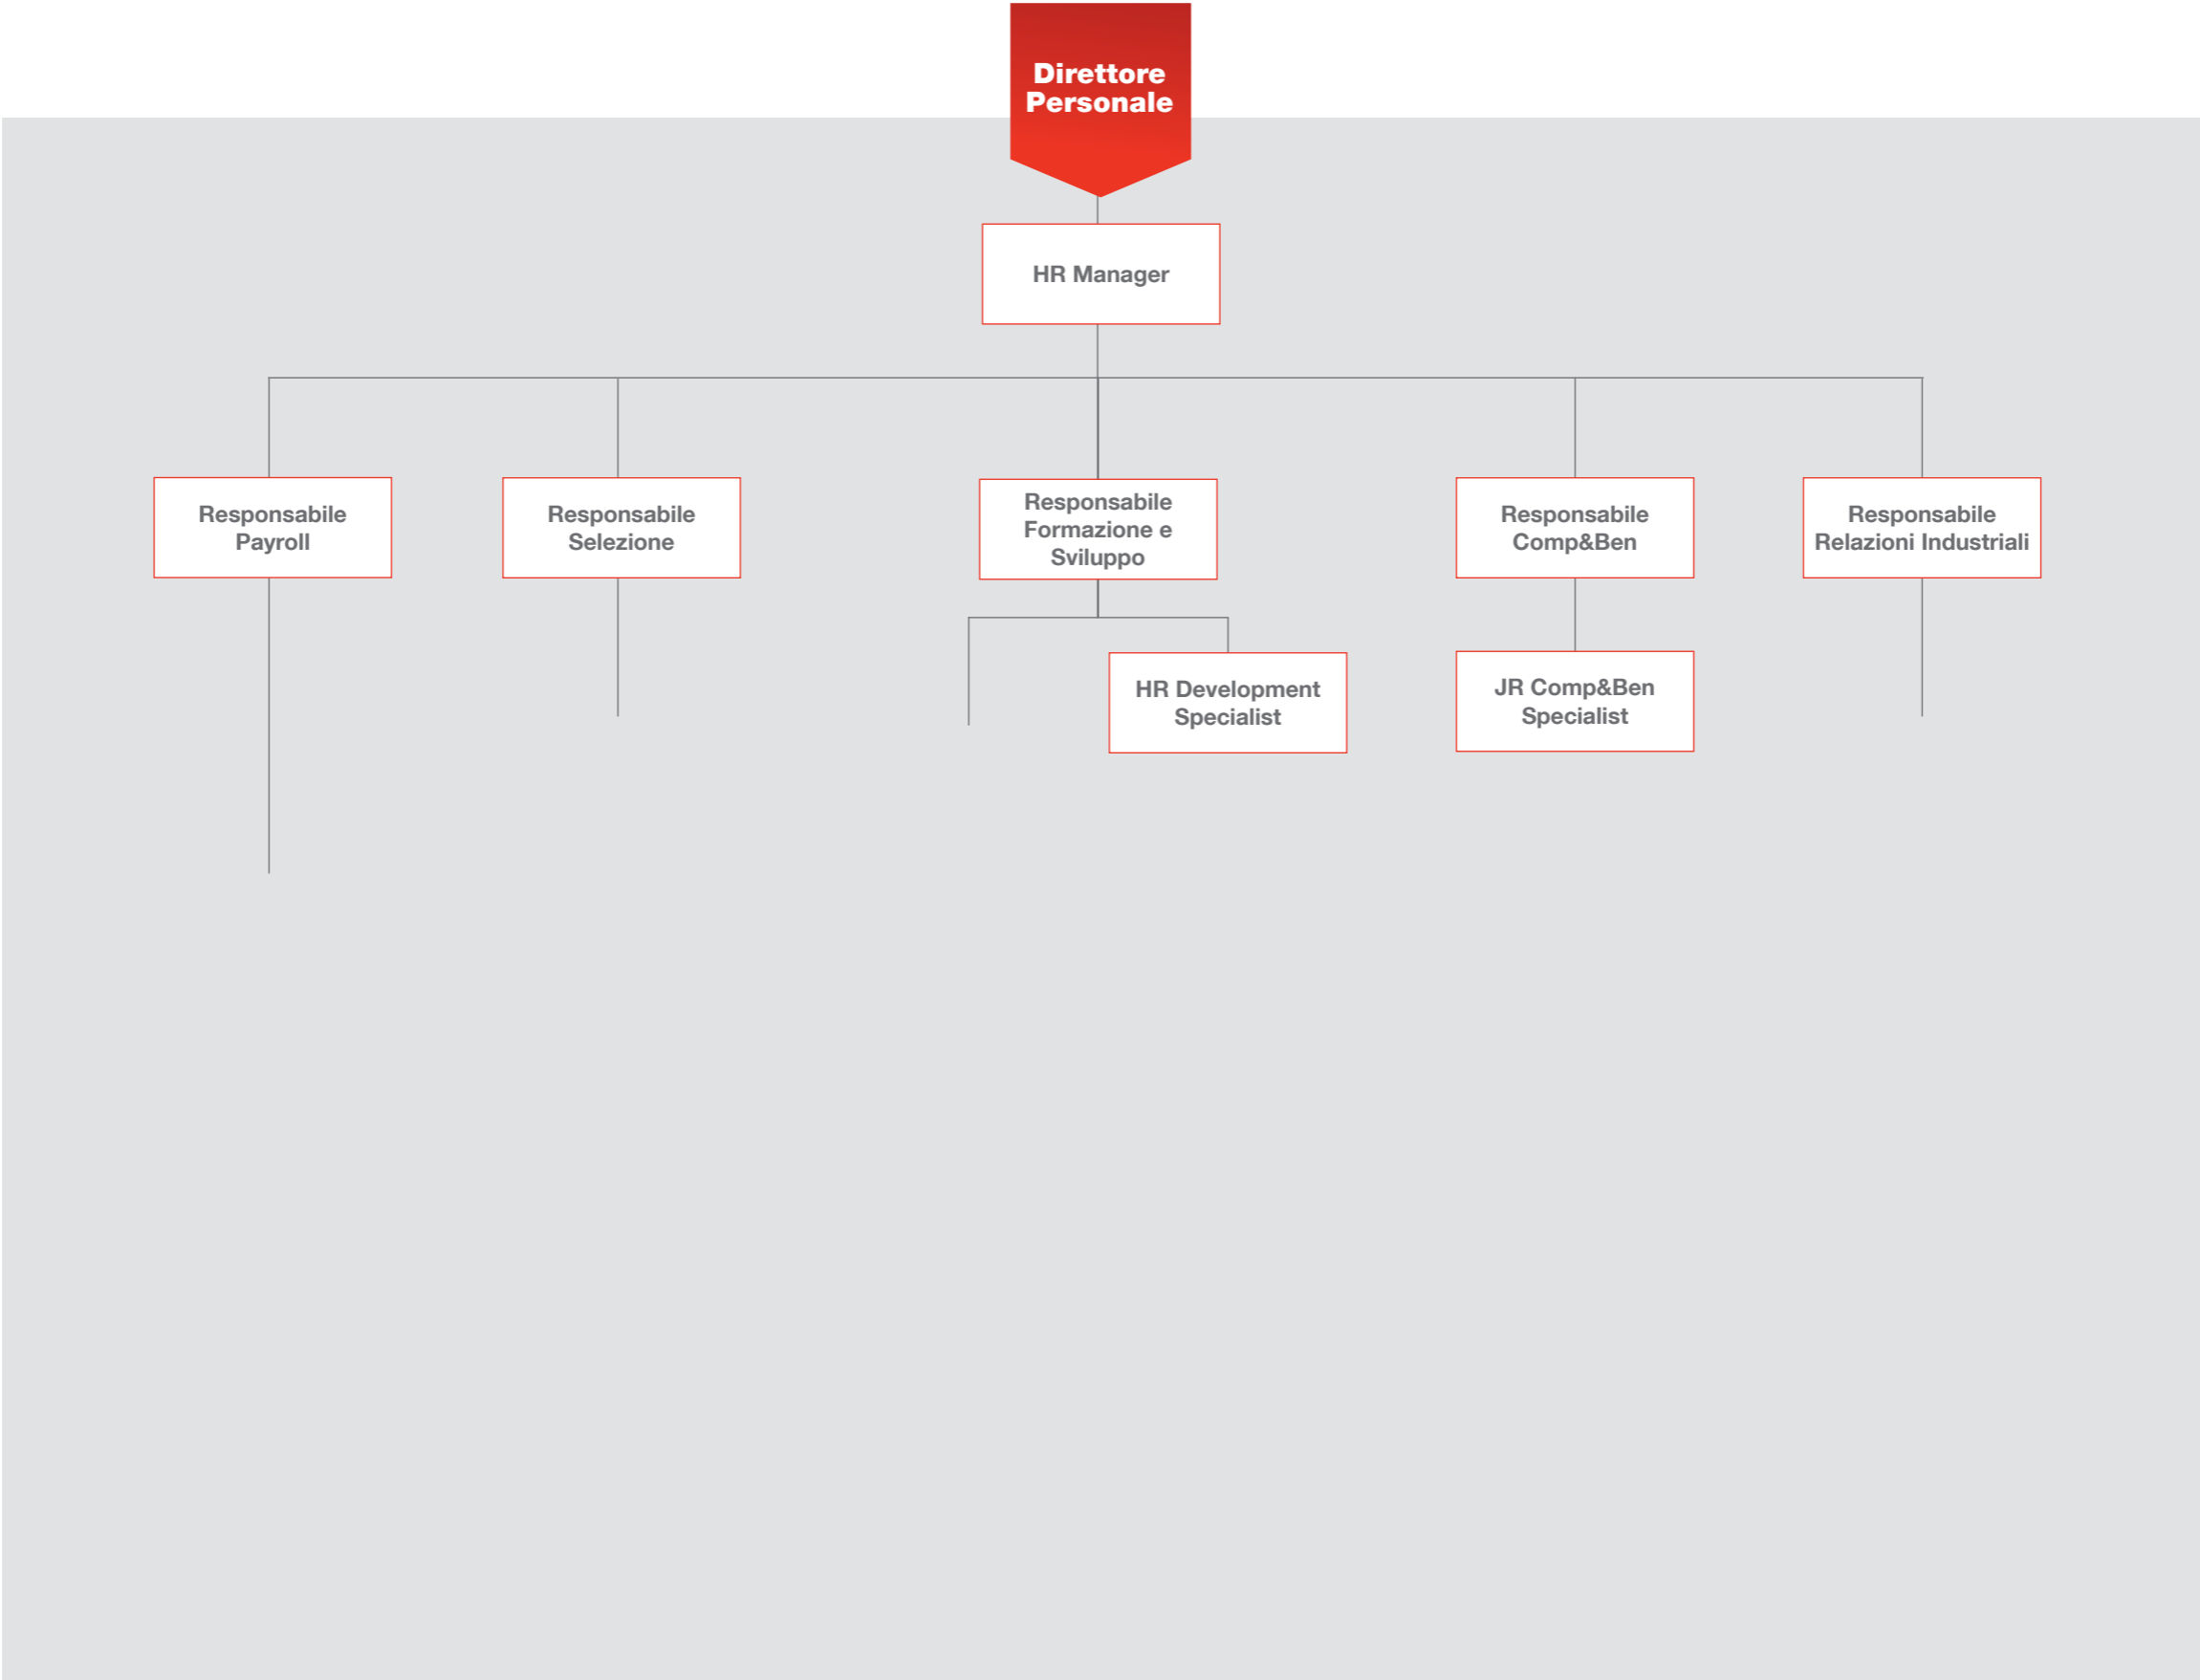 Direttore
Personale
HR Manager
Responsabile
Payroll
Responsabile
Selezione
Responsabile
Formazione e
Sviluppo
Responsabile
Comp&Ben
Responsabile
Relazioni Industriali
HR Development
Specialist
JR Comp&Ben
Specialist